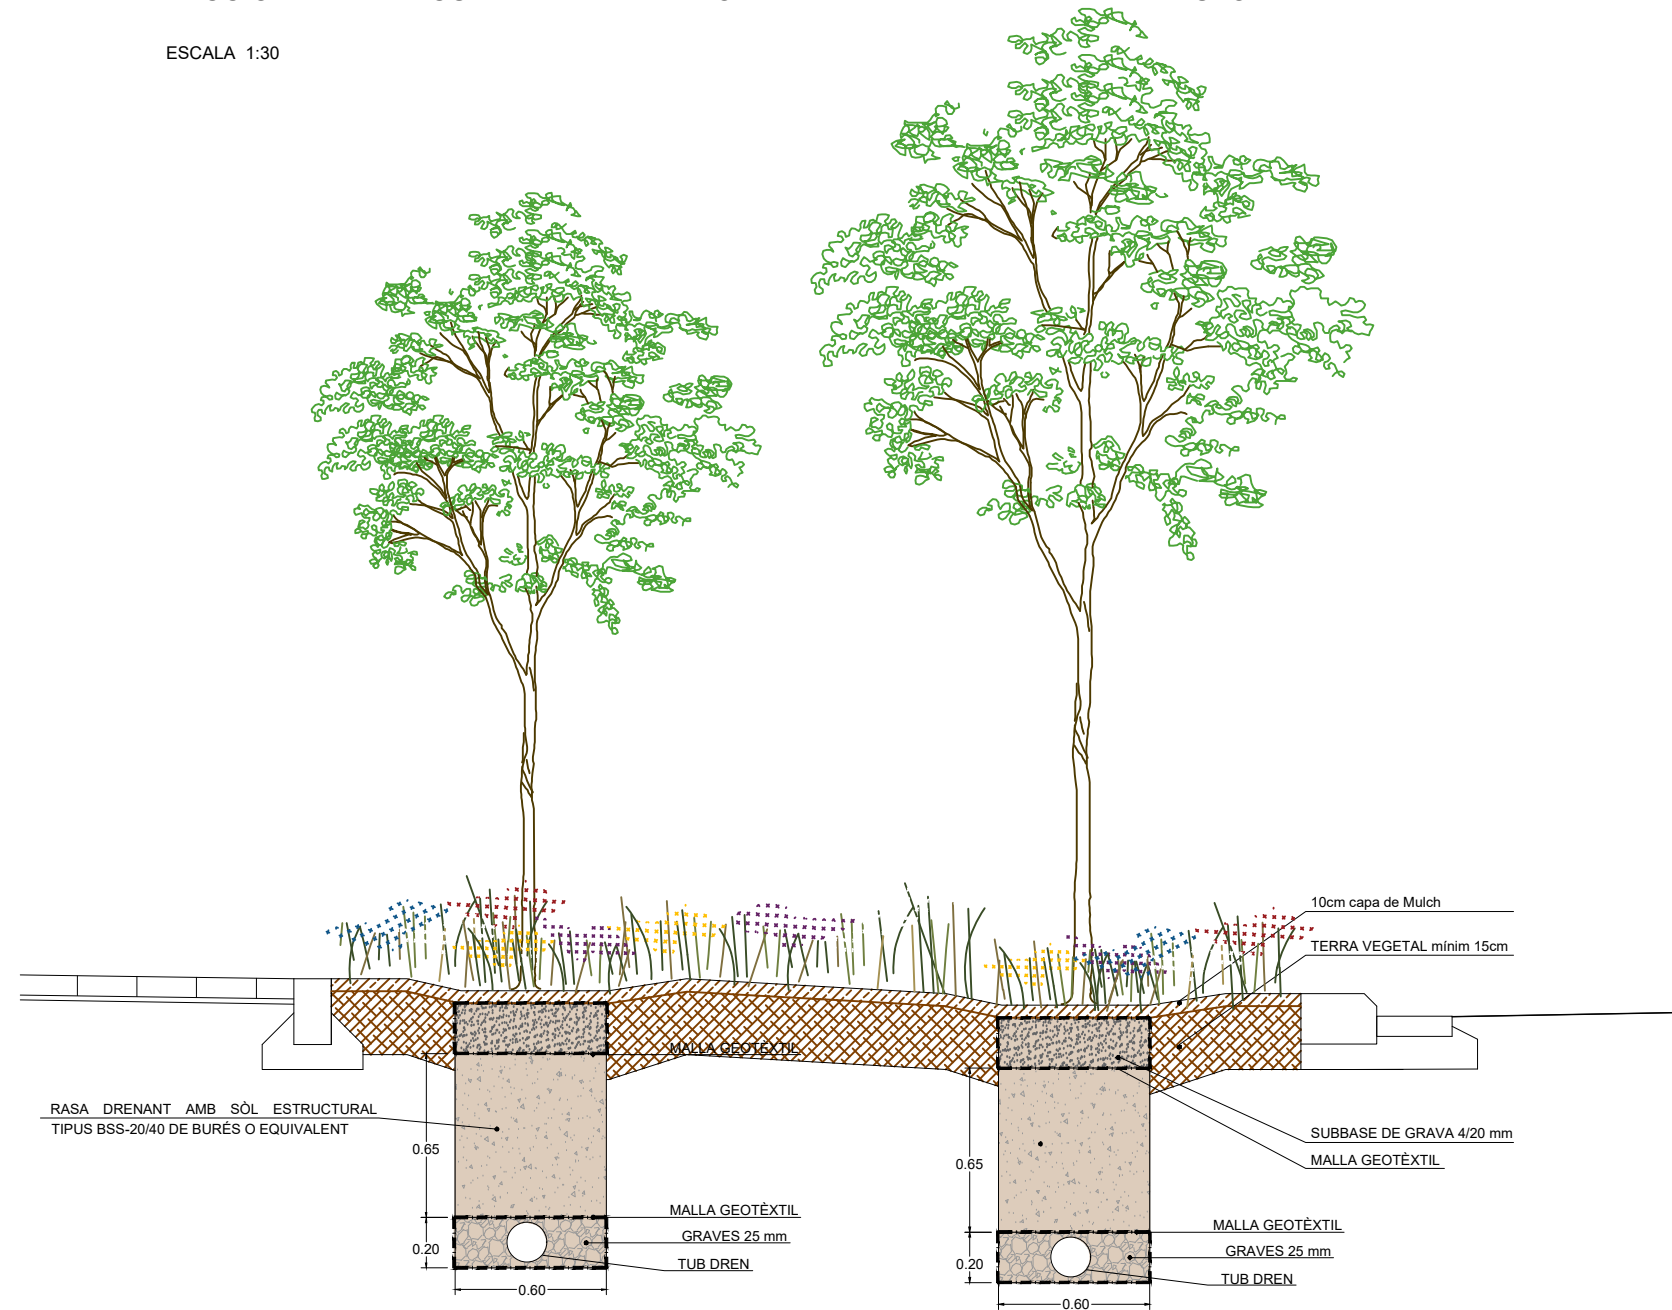 ESCALA 1:30
10cm capa de Mulch
TERRA VEGETAL mínim 15cm
MALLA GEOTÈXTIL
RASA DRENANT AMB SÒL ESTRUCTURAL
TIPUS BSS-20/40 DE BURÉS O EQUIVALENT
0.65
0.65
SUBBASE DE GRAVA 4/20 mm
MALLA GEOTÈXTIL
MALLA GEOTÈXTIL
GRAVES 25 mm
TUB DREN
0.20
0.60
MALLA GEOTÈXTIL
GRAVES 25 mm
TUB DREN
0.20
0.60